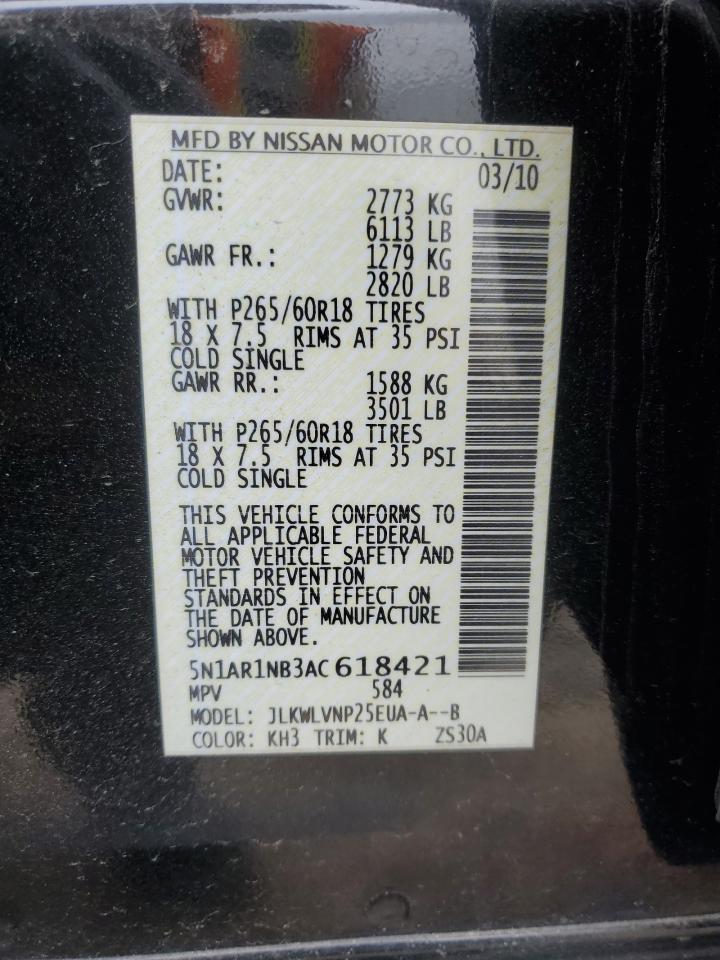 MFD BY NISSAN MOTOR CO., LTD.
DATE: 03/10
GVWR: 2773 KG
6113 LB
GAWR FR.: 1279 KG
2820 LB
WITH P265/60R18 TIRES
18 X 7.5 RIMS AT 35 PSI
COLD SINGLE
GAWR RR.: 1588 KG
3501 LB
WITH P265/60R18 TIRES
18 X 7.5 RIMS AT 35 PSI
COLD SINGLE
THIS VEHICLE CONFORMS TO
ALL APPLICABLE FEDERAL
MOTOR VEHICLE SAFETY AND
THEFT PREVENTION
STANDARDS IN EFFECT ON
THE DATE OF MANUFACTURE
SHOWN ABOVE.
5N1AR1NB3AC618421
MPV 584
MODEL: JLKWLVNP25EUA-A--B
COLOR: KH3 TRIM: K ZS30A